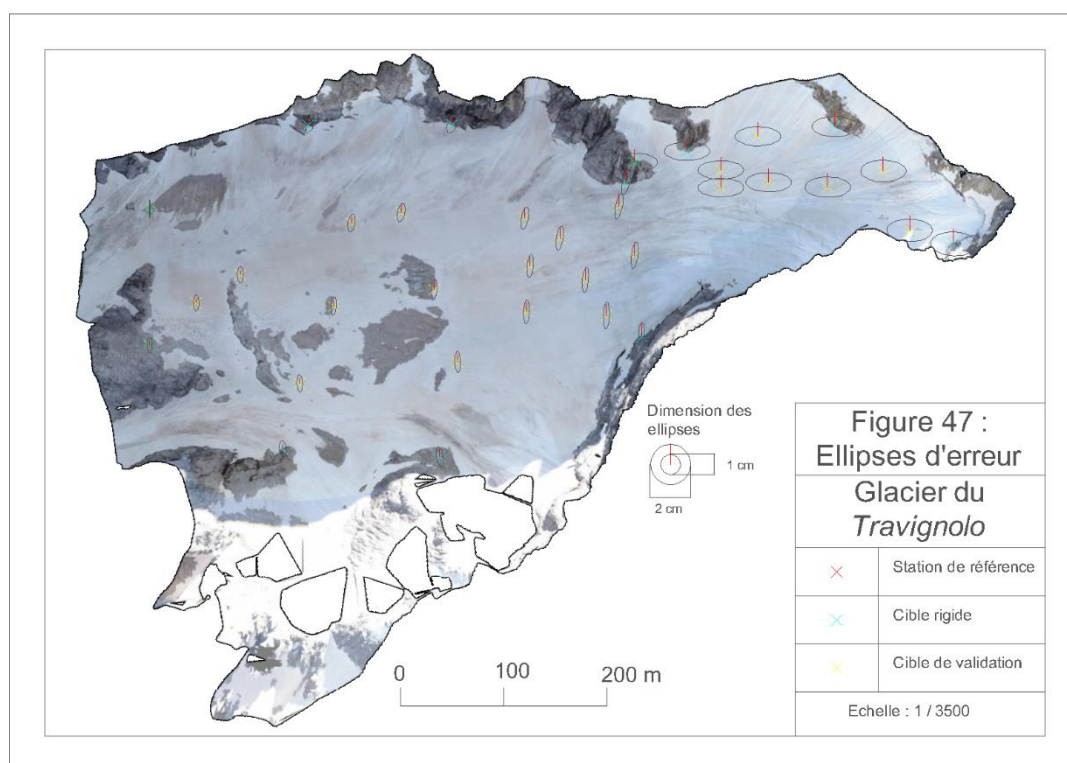 Dimension des
ellipses
1 cm
2 cm
Figure 47 :
Ellipses d'erreur
Glacier du
Travignolo
Station de référence
Cible rigide
Cible de validation
Echelle : 1 / 3500
0 100 200 m